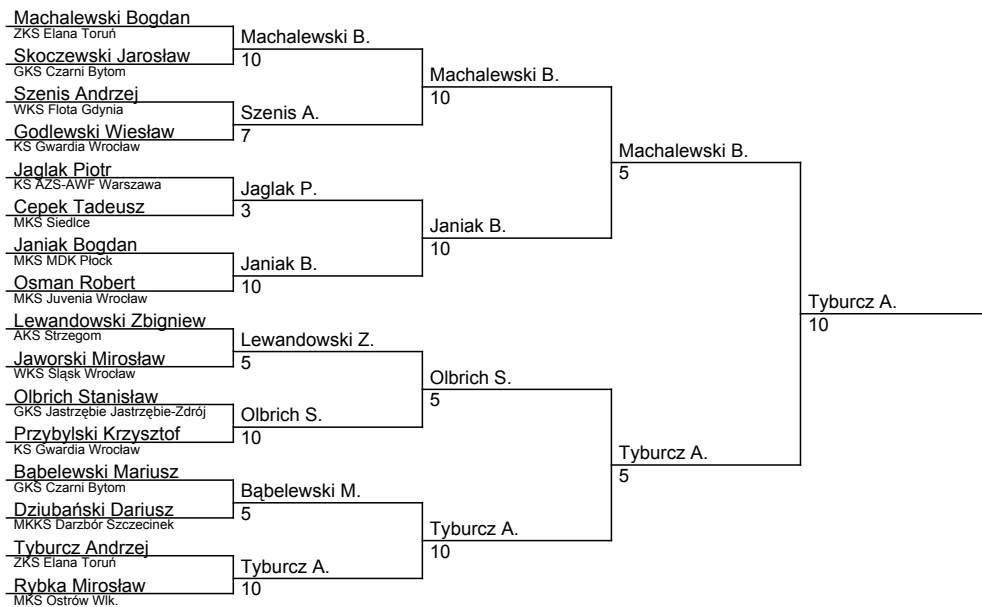 Machalewski Bogdan
ZKS Elana Toruń
Skoczewski Jarosław
GKS Czarni Bytom
Szenis Andrzej
WKS Flota Gdynia
Godlewski Wiesław
KS Gwardia Wrocław
Jaglak Piotr
KS AZS-AWF Warszawa
Cepek Tadeusz
MKS Siedlce
Janiak Bogdan
MKS MDK Płock
Osman Robert
MKS Juvenia Wrocław
Lewandowski Zbigniew
AKS Strzegom
Jaworski Mirosław
WKS Śląsk Wrocław
Olbrich Stanisław
GKS Jastrzębie Jastrzębie-Zdrój
Przybylski Krzysztof
KS Gwardia Wrocław
Bąbelewski Mariusz
GKS Czarni Bytom
Dziubański Dariusz
MKKS Darzbór Szczecinek
Tyburcz Andrzej
ZKS Elana Toruń
Rybka Mirosław
MKS Ostrów Wlk.
Machalewski B.
10
Szenis A.
7
Jaglak P.
3
Janiak B.
10
Lewandowski Z.
5
Olbrich S.
10
Bąbelewski M.
5
Tyburcz A.
10
Machalewski B.
10
Janiak B.
10
Olbrich S.
5
Tyburcz A.
10
Machalewski B.
5
Tyburcz A.
5
Tyburcz A.
10